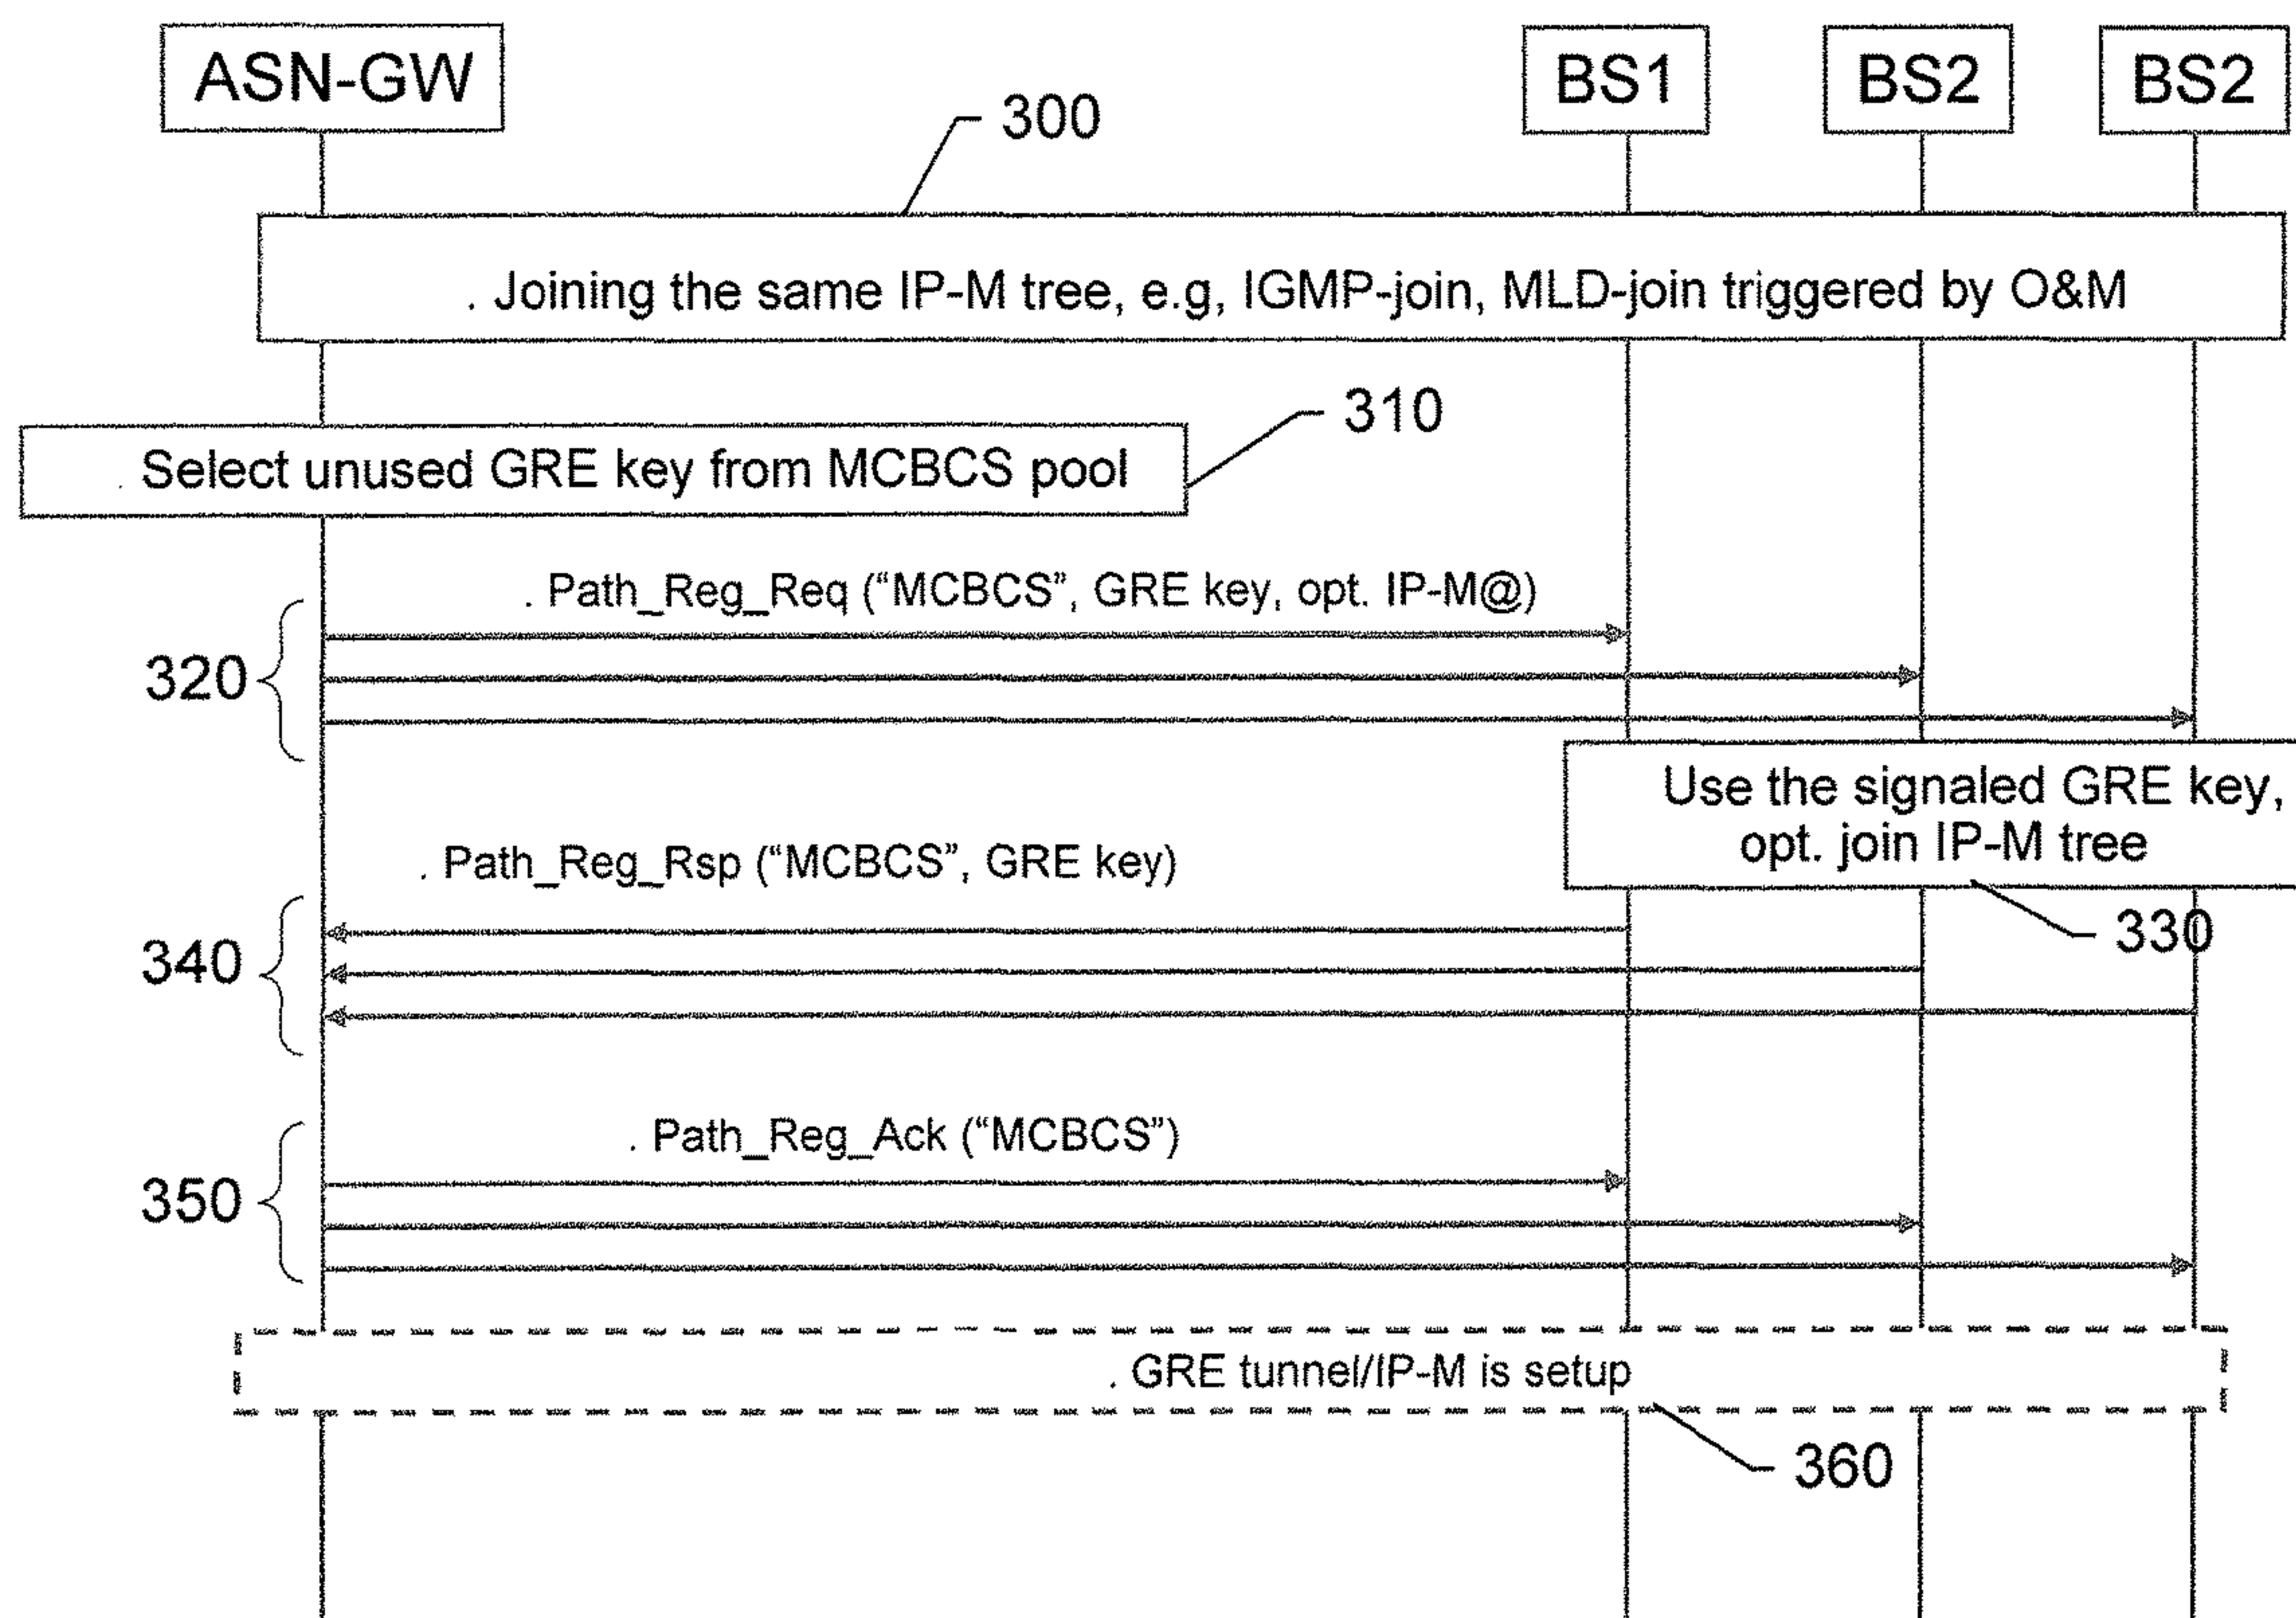 ASN-GW
BS1
BS2
BS2
300
. Joining the same IP-M tree, e.g, IGMP-join, MLD-join triggered by O&M
310
. Select unused GRE key from MCBCS pool
. Path_Reg_Req (“MCBCS”, GRE key, opt. IP-M@)
320
Use the signaled GRE key,
opt. join IP-M tree
. Path_Reg_Rsp (“MCBCS”, GRE key)
330
340
. Path_Reg_Ack (“MCBCS”)
350
. GRE tunnel/IP-M is setup
360